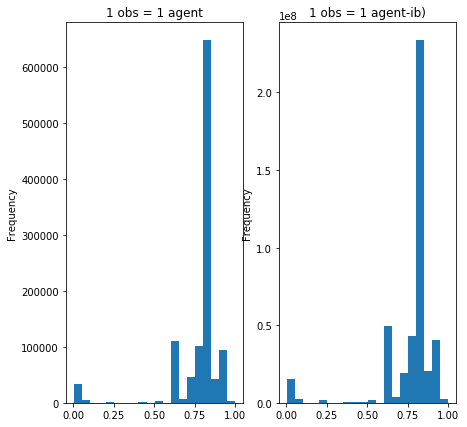 1 obs = 1 agent
Frequency
600000
500000
400000
300000
200000
100000
0
0.00 0.25 0.50 0.75 1.00
1e8
1 obs = 1 agent-ib)
Frequency
2.0
1.5
1.0
0.5
0.0
0.00 0.25 0.50 0.75 1.00